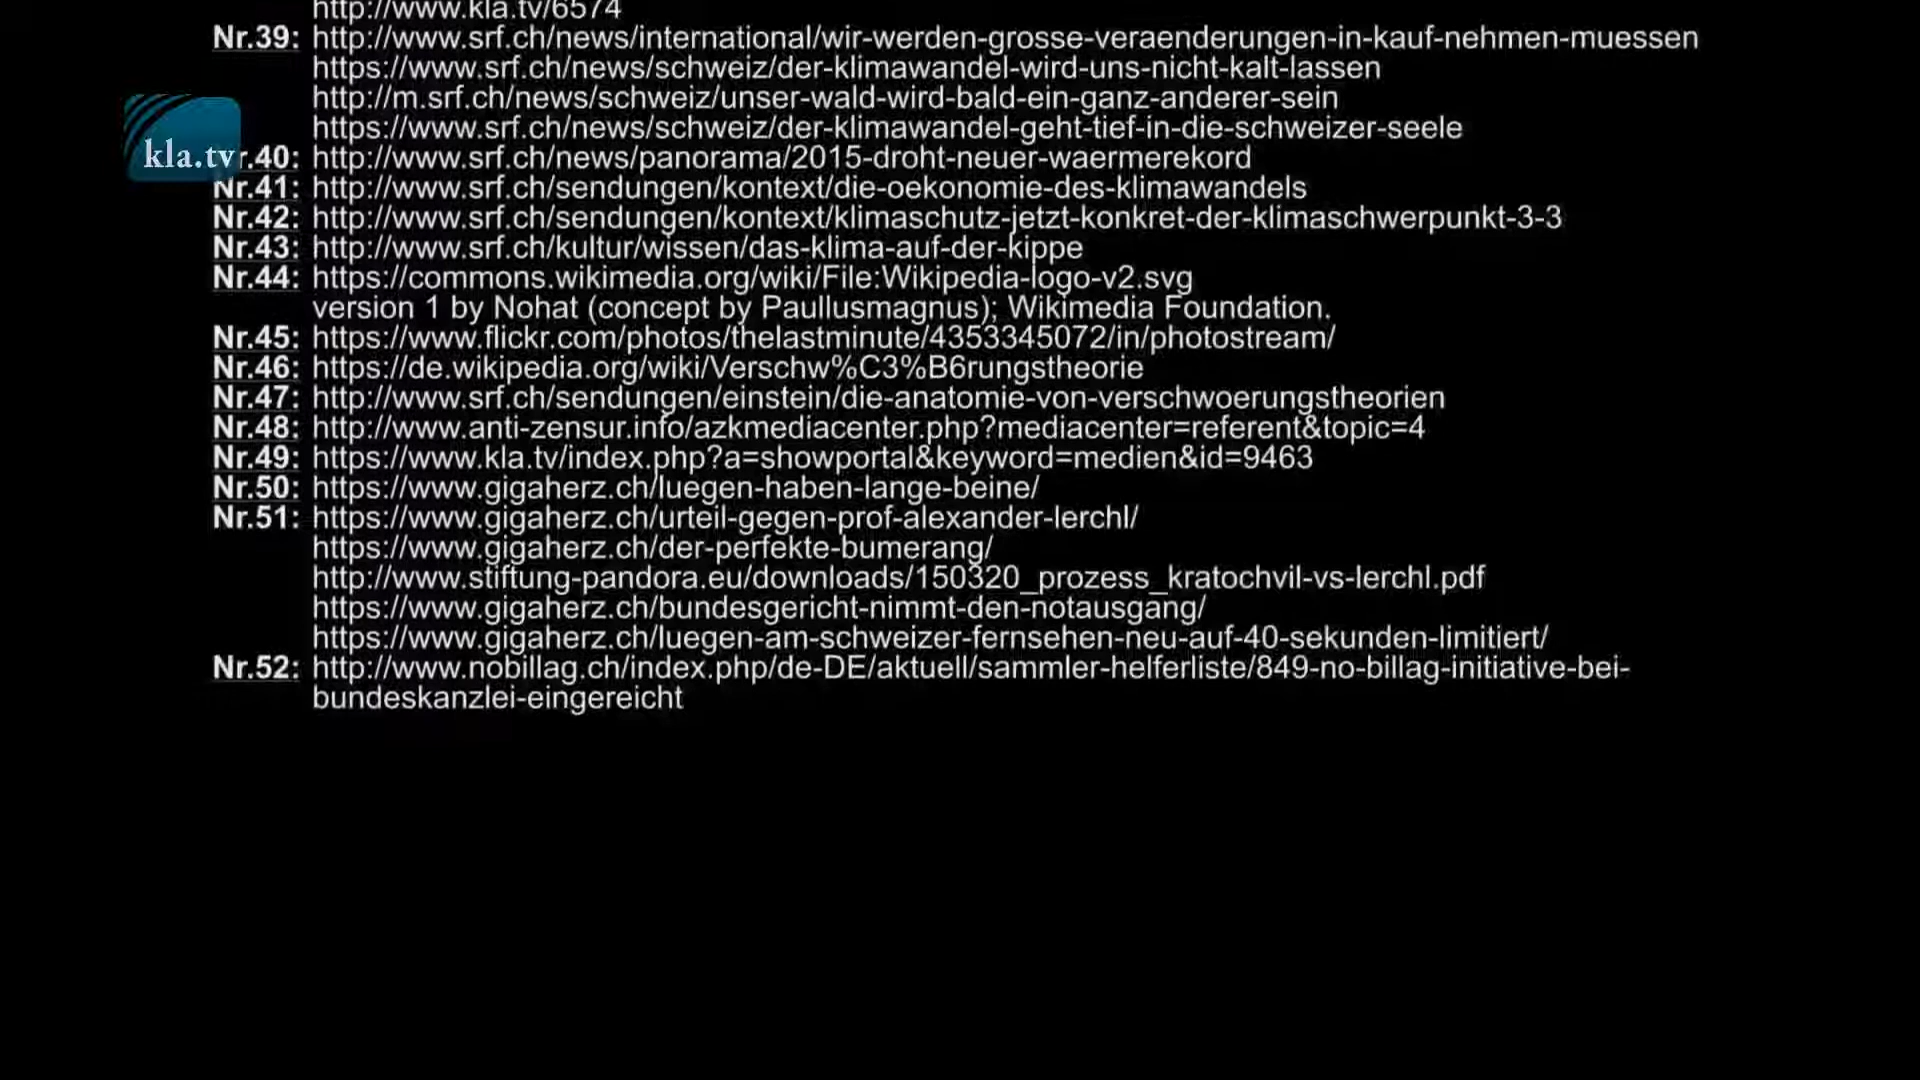 http://www.kla.tv/6574
Nr.39: http://www.srf.ch/news/international/wir-werden-grosse-veraenderungen-in-kauf-nehmen-muessen
https://www.srf.ch/news/schweiz/der-klimawandel-wird-uns-nicht-kalt-lassen
http://m.srf.ch/news/schweiz/unser-wald-wird-bald-ein-ganz-anderer-sein
https://www.srf.ch/news/schweiz/der-klimawandel-geht-tief-in-die-schweizer-seele
kla.tv
r.40: http://www.srf.ch/news/panorama/2015-droht-neuer-waermerekord
Nr.41: http://www.srf.ch/sendungen/kontext/die-oekonomie-des-klimawandels
Nr.42: http://www.srf.ch/sendungen/kontext/klimaschutz-jetzt-konkret-der-klimaschwerpunkt-3-3
Nr.43: http://www.srf.ch/kultur/wissen/das-klima-auf-der-kippe
Nr.44: https://commons.wikimedia.org/wiki/File:Wikipedia-logo-v2.svg
version 1 by Nohat (concept by Paullusmagnus); Wikimedia Foundation.
Nr.45: https://www.flickr.com/photos/thelastminute/4353345072/in/photostream/
Nr.46: https://de.wikipedia.org/wiki/Verschw%C3%B6rungstheorie
Nr.47: http://www.srf.ch/sendungen/einstein/die-anatomie-von-verschwoerungstheorien
Nr.48: http://www.anti-zensur.info/azkmediacenter.php?mediacenter=referent&topic=4
Nr.49: https://www.kla.tv/index.php?a=showportal&keyword=medien&id=9463
Nr.50: https://www.gigaherz.ch/luegen-haben-lange-beine/
Nr.51: https://www.gigaherz.ch/urteil-gegen-prof-alexander-lerchl/
https://www.gigaherz.ch/der-perfekte-bumerang/
http://www.stiftung-pandora.eu/downloads/150320_prozess_kratochvil-vs-lerchl.pdf
https://www.gigaherz.ch/bundesgericht-nimmt-den-notausgang/
https://www.gigaherz.ch/luegen-am-schweizer-fernsehen-neu-auf-40-sekunden-limitiert/
Nr.52: http://www.nobillag.ch/index.php/de-DE/aktuell/sammler-helferliste/849-no-billag-initiative-bei-
bundeskanzlei-eingereicht